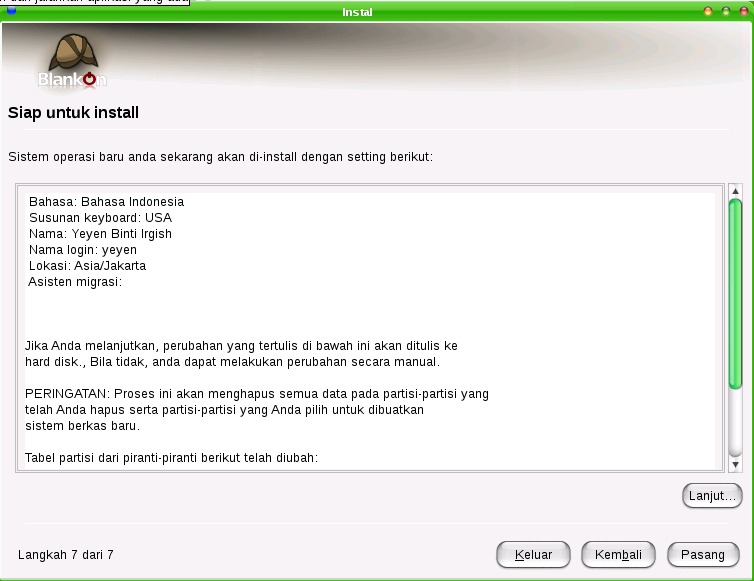 Instal
Blankon
Siap untuk install
Sistem operasi baru anda sekarang akan di-install dengan setting berikut:
Bahasa: Bahasa Indonesia
Susunan keyboard: USA
Nama: Yeyen Binti Irgish
Nama login: yeyen
Lokasi: Asia/Jakarta
Asisten migrasi:
Jika Anda melanjutkan, perubahan yang tertulis di bawah ini akan ditulis ke
hard disk., Bila tidak, anda dapat melakukan perubahan secara manual.
PERINGATAN: Proses ini akan menghapus semua data pada partisi-partisi yang
telah Anda hapus serta partisi-partisi yang Anda pilih untuk dibuatkan
sistem berkas baru.
Tabel partisi dari piranti-piranti berikut telah diubah:
Lanjut...
Langkah 7 dari 7
Keluar
Kembali
Pasang